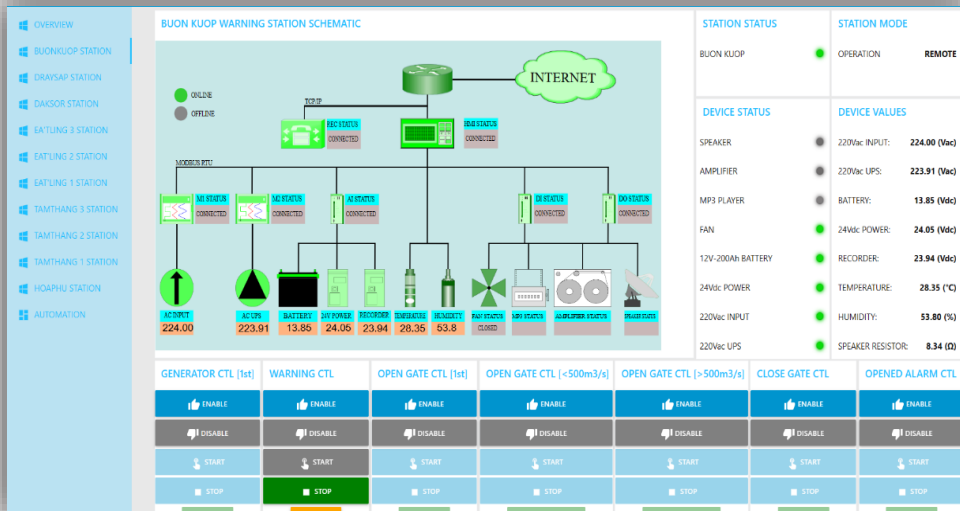 OVERVIEW
BUONKUOP STATION
DRAYSAP STATION
DAKSOR STATION
EA'TLING 3 STATION
EAT'LING 2 STATION
EAT'LING 1 STATION
TAMTHANG 3 STATION
TAMTHANG 2 STATION
TAMTHANG 1 STATION
HOAPHU STATION
AUTOMATION
BUON KUOP WARNING STATION SCHEMATIC
INTERNET
ONLINE
OFFLINE
TCP/IP
REC STATUS
CONNECTED
HMI STATUS
CONNECTED
MODBUS RTU
M1 STATUS
CONNECTED
M2 STATUS
CONNECTED
AI STATUS
CONNECTED
DI STATUS
CONNECTED
DO STATUS
CONNECTED
AC INPUT
224.00
AC UPS
223.91
BATTERY
13.85
24V POWER
24.05
RECORDER
23.94
TEMPERATURE
28.35
HUMIDITY
53.8
FAN STATUS
CLOSED
MP3 STATUS
AMPLIFIER STATUS
SPEAKER STATUS
STATION STATUS
BUON KUOP
STATION MODE
OPERATION REMOTE
DEVICE STATUS
SPEAKER
AMPLIFIER
MP3 PLAYER
FAN
12V-200Ah BATTERY
24Vdc POWER
220Vac INPUT
220Vac UPS
DEVICE VALUES
220Vac INPUT: 224.00 (Vac)
220Vac UPS: 223.91 (Vac)
BATTERY: 13.85 (Vdc)
24Vdc POWER: 24.05 (Vdc)
RECORDER: 23.94 (Vdc)
TEMPERATURE: 28.35 (°C)
HUMIDITY: 53.80 (%)
SPEAKER RESISTOR: 8.34 (Ω)
GENERATOR CTL |1st|
ENABLE
DISABLE
START
STOP
WARNING CTL
ENABLE
DISABLE
START
STOP
OPEN GATE CTL |1st|
ENABLE
DISABLE
START
STOP
OPEN GATE CTL |<500m3/s|
ENABLE
DISABLE
START
STOP
OPEN GATE CTL |>500m3/s|
ENABLE
DISABLE
START
STOP
CLOSE GATE CTL
ENABLE
DISABLE
START
STOP
OPENED ALARM CTL
ENABLE
DISABLE
START
STOP